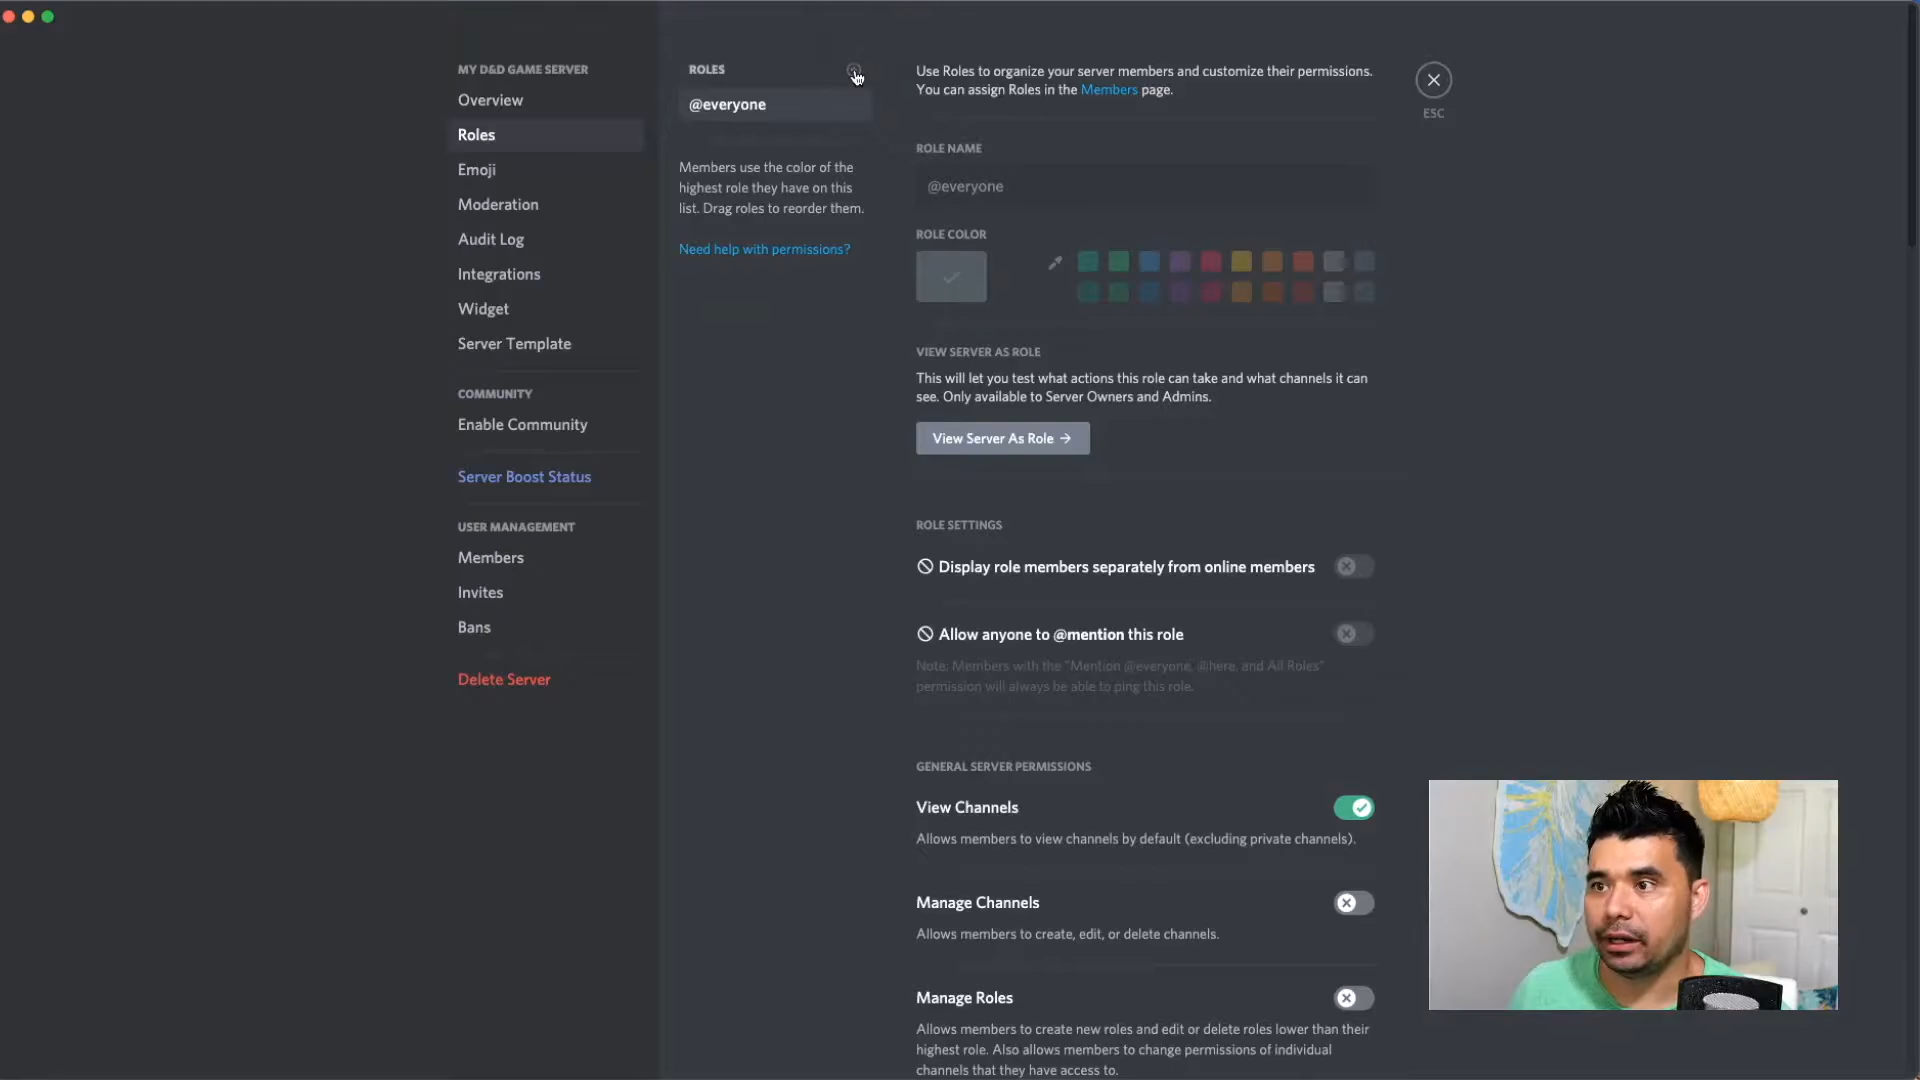 MY D&D GAME SERVER
Overview
Roles
Emoji
Moderation
Audit Log
Integrations
Widget
Server Template
COMMUNITY
Enable Community
Server Boost Status
USER MANAGEMENT
Members
Invites
Bans
Delete Server
ROLES
@everyone
Members use the color of the
highest role they have on this
list. Drag roles to reorder them.
Need help with permissions?
Use Roles to organize your server members and customize their permissions.
You can assign Roles in the Members page.
ESC
ROLE NAME
@everyone
ROLE COLOR
VIEW SERVER AS ROLE
This will let you test what actions this role can take and what channels it can
see. Only available to Server Owners and Admins.
View Server As Role →
ROLE SETTINGS
Display role members separately from online members
Allow anyone to @mention this role
Note: Members with the "Mention @everyone, @here, and All Roles"
permission will always be able to ping this role.
GENERAL SERVER PERMISSIONS
View Channels
Allows members to view channels by default (excluding private channels).
Manage Channels
Allows members to create, edit, or delete channels.
Manage Roles
Allows members to create new roles and edit or delete roles lower than their
highest role. Also allows members to change permissions of individual
channels that they have access to.